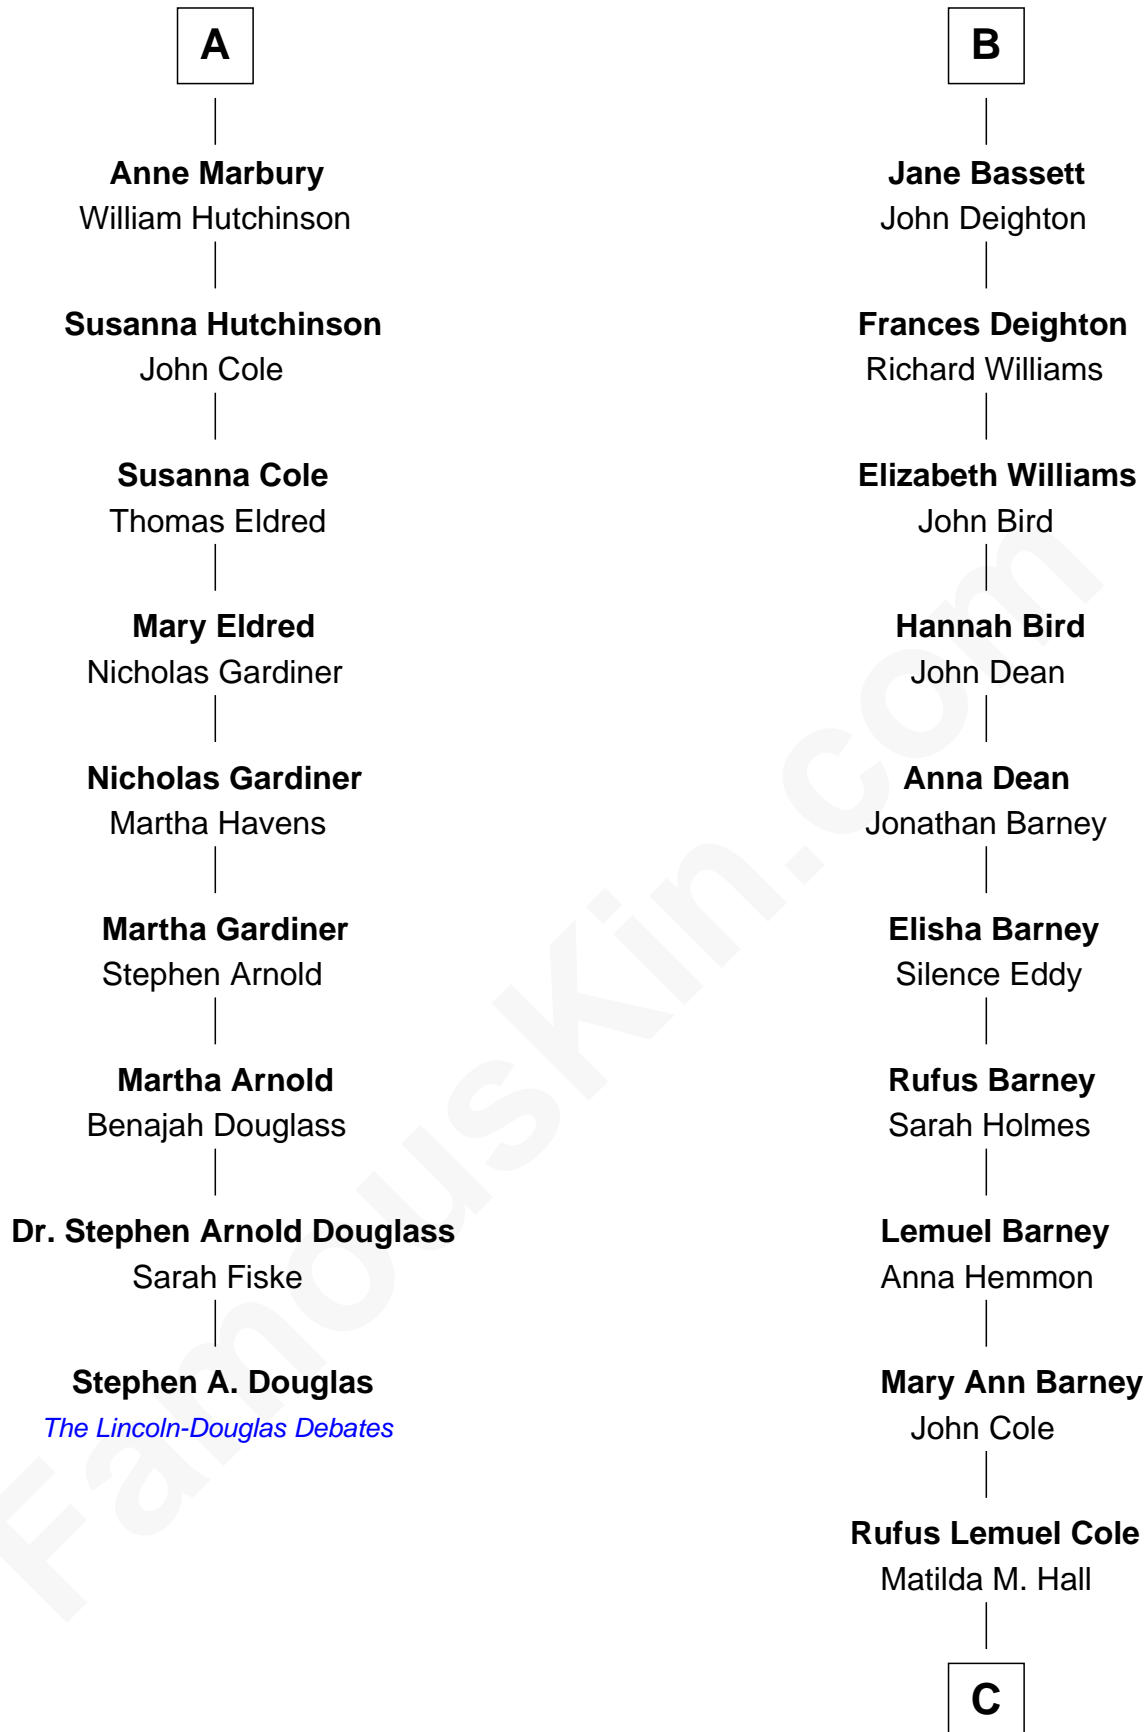 A
Anne Marbury
William Hutchinson
Susanna Hutchinson
John Cole
Susanna Cole
Thomas Eldred
Mary Eldred
Nicholas Gardiner
Nicholas Gardiner
Martha Havens
Martha Gardiner
Stephen Arnold
Martha Arnold
Benajah Douglass
Dr. Stephen Arnold Douglass
Sarah Fiske
Stephen A. Douglas
The Lincoln-Douglas Debates
B
Jane Bassett
John Deighton
Frances Deighton
Richard Williams
Elizabeth Williams
John Bird
Hannah Bird
John Dean
Anna Dean
Jonathan Barney
Elisha Barney
Silence Eddy
Rufus Barney
Sarah Holmes
Lemuel Barney
Anna Hemmon
Mary Ann Barney
John Cole
Rufus Lemuel Cole
Matilda M. Hall
C
FamousKin.com